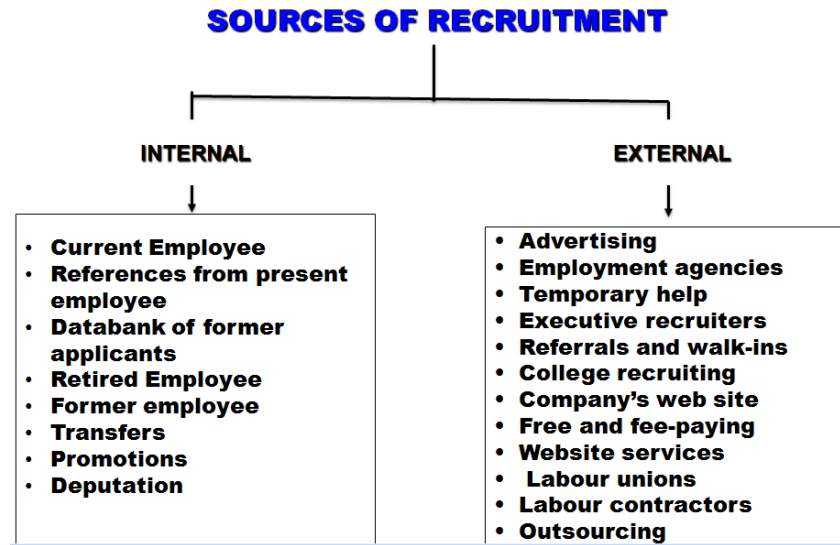 SOURCES OF RECRUITMENT
INTERNAL
• Current Employee
• References from present
employee
• Databank of former
applicants
• Retired Employee
• Former employee
• Transfers
• Promotions
• Deputation
EXTERNAL
• Advertising
• Employment agencies
• Temporary help
• Executive recruiters
• Referrals and walk-ins
• College recruiting
• Company’s web site
• Free and fee-paying
• Website services
• Labour unions
• Labour contractors
• Outsourcing